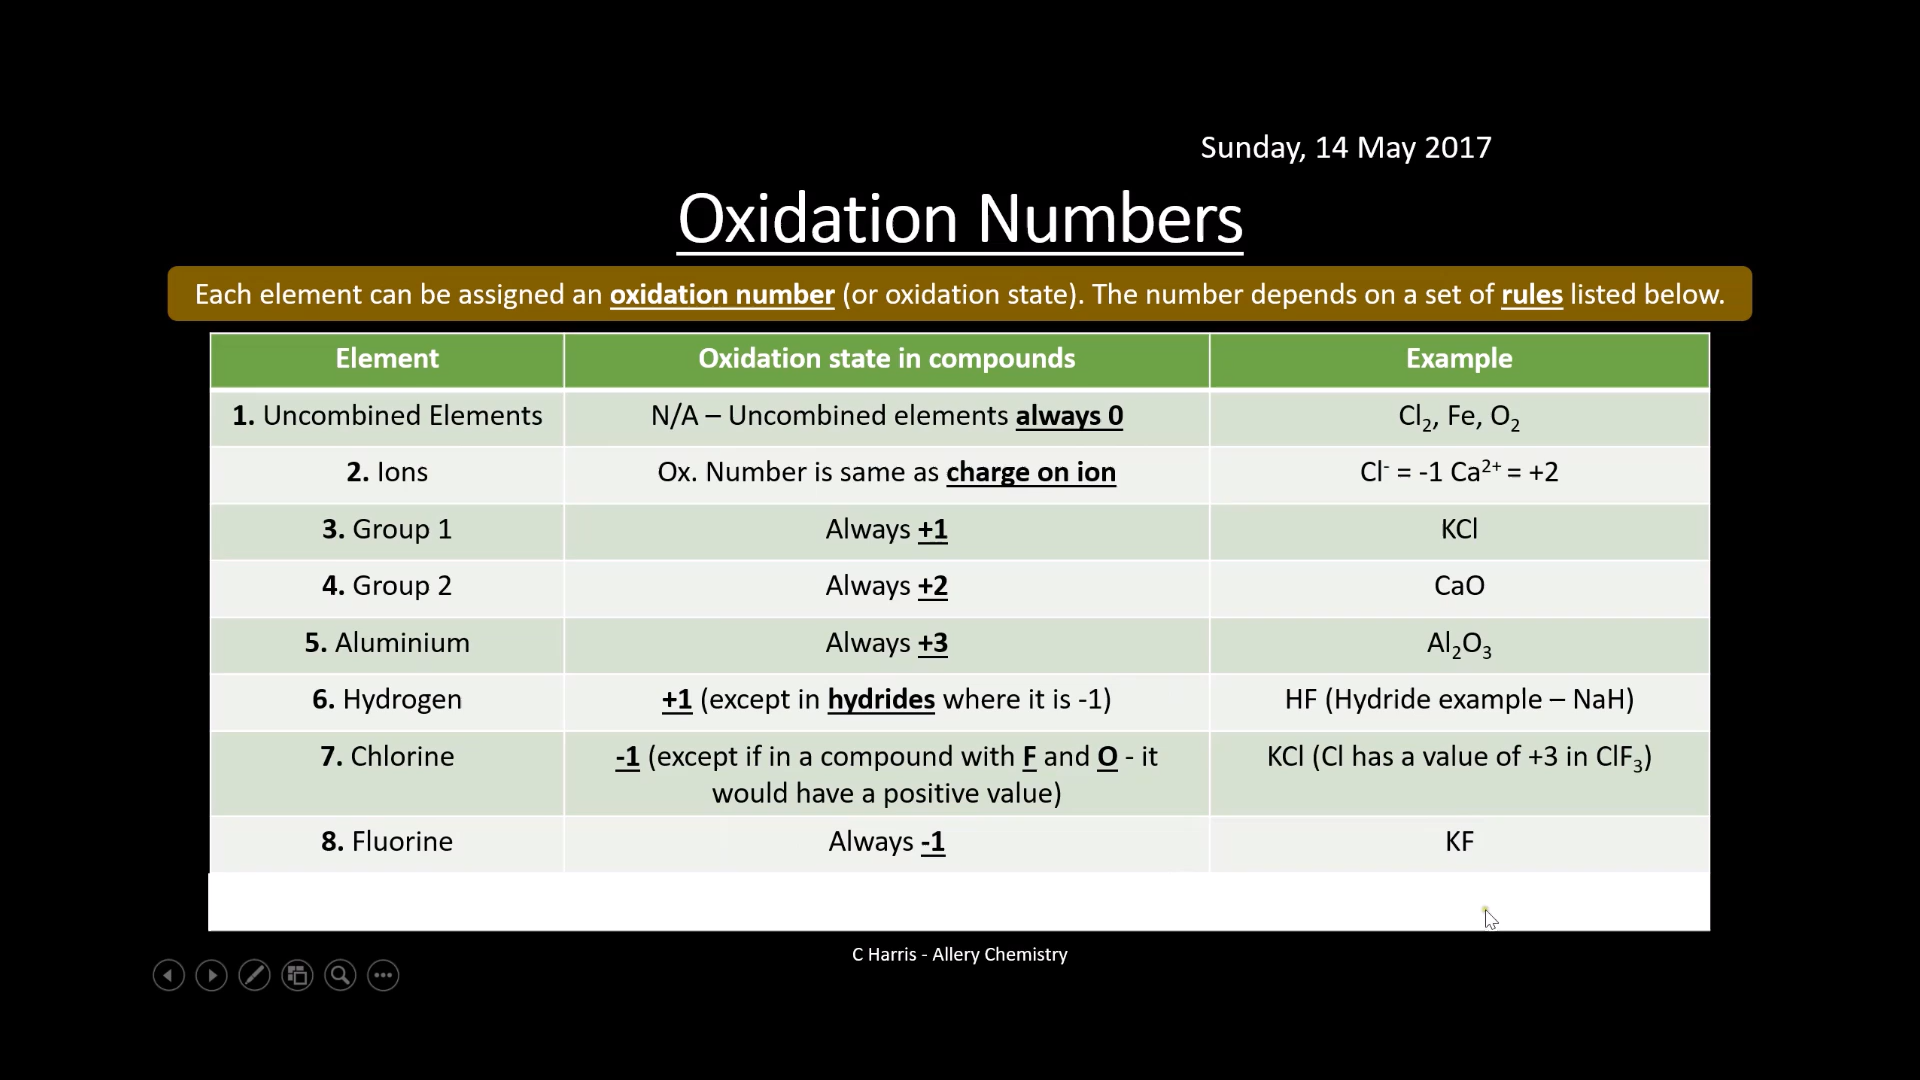 Sunday, 14 May 2017
Oxidation Numbers
Each element can be assigned an oxidation number (or oxidation state). The number depends on a set of rules listed below.
Element Oxidation state in compounds Example
1. Uncombined Elements N/A – Uncombined elements always 0 Cl₂, Fe, O₂
2. Ions Ox. Number is same as charge on ion Cl⁻ = -1 Ca²⁺ = +2
3. Group 1 Always +1 KCl
4. Group 2 Always +2 CaO
5. Aluminium Always +3 Al₂O₃
6. Hydrogen +1 (except in hydrides where it is -1) HF (Hydride example – NaH)
7. Chlorine -1 (except if in a compound with F and O - it KCl (Cl has a value of +3 in ClF₃)
would have a positive value)
8. Fluorine Always -1 KF
C Harris - Allery Chemistry